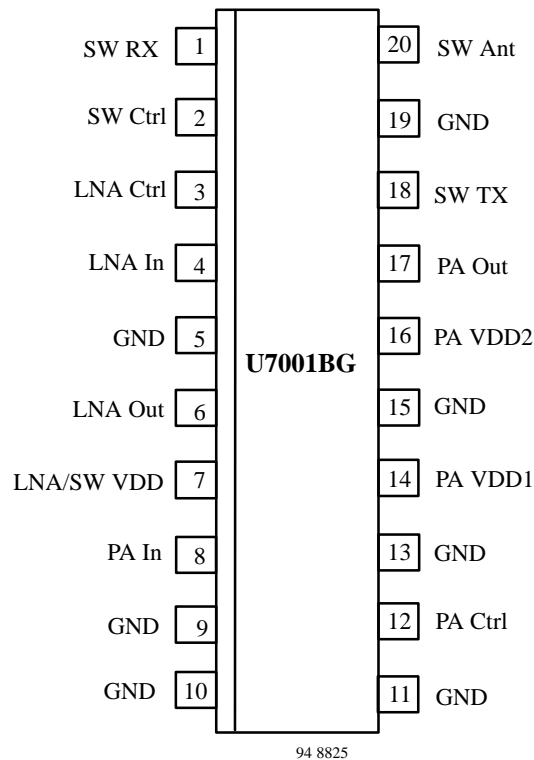 SW RX 1 20 SW Ant
SW Ctrl 2 19 GND
LNA Ctrl 3 18 SW TX
LNA In 4 17 PA Out
GND 5 16 PA VDD2
U7001BG
LNA Out 6 15 GND
LNA/SW VDD 7 14 PA VDD1
PA In 8 13 GND
GND 9 12 PA Ctrl
GND 10 11 GND
94 8825